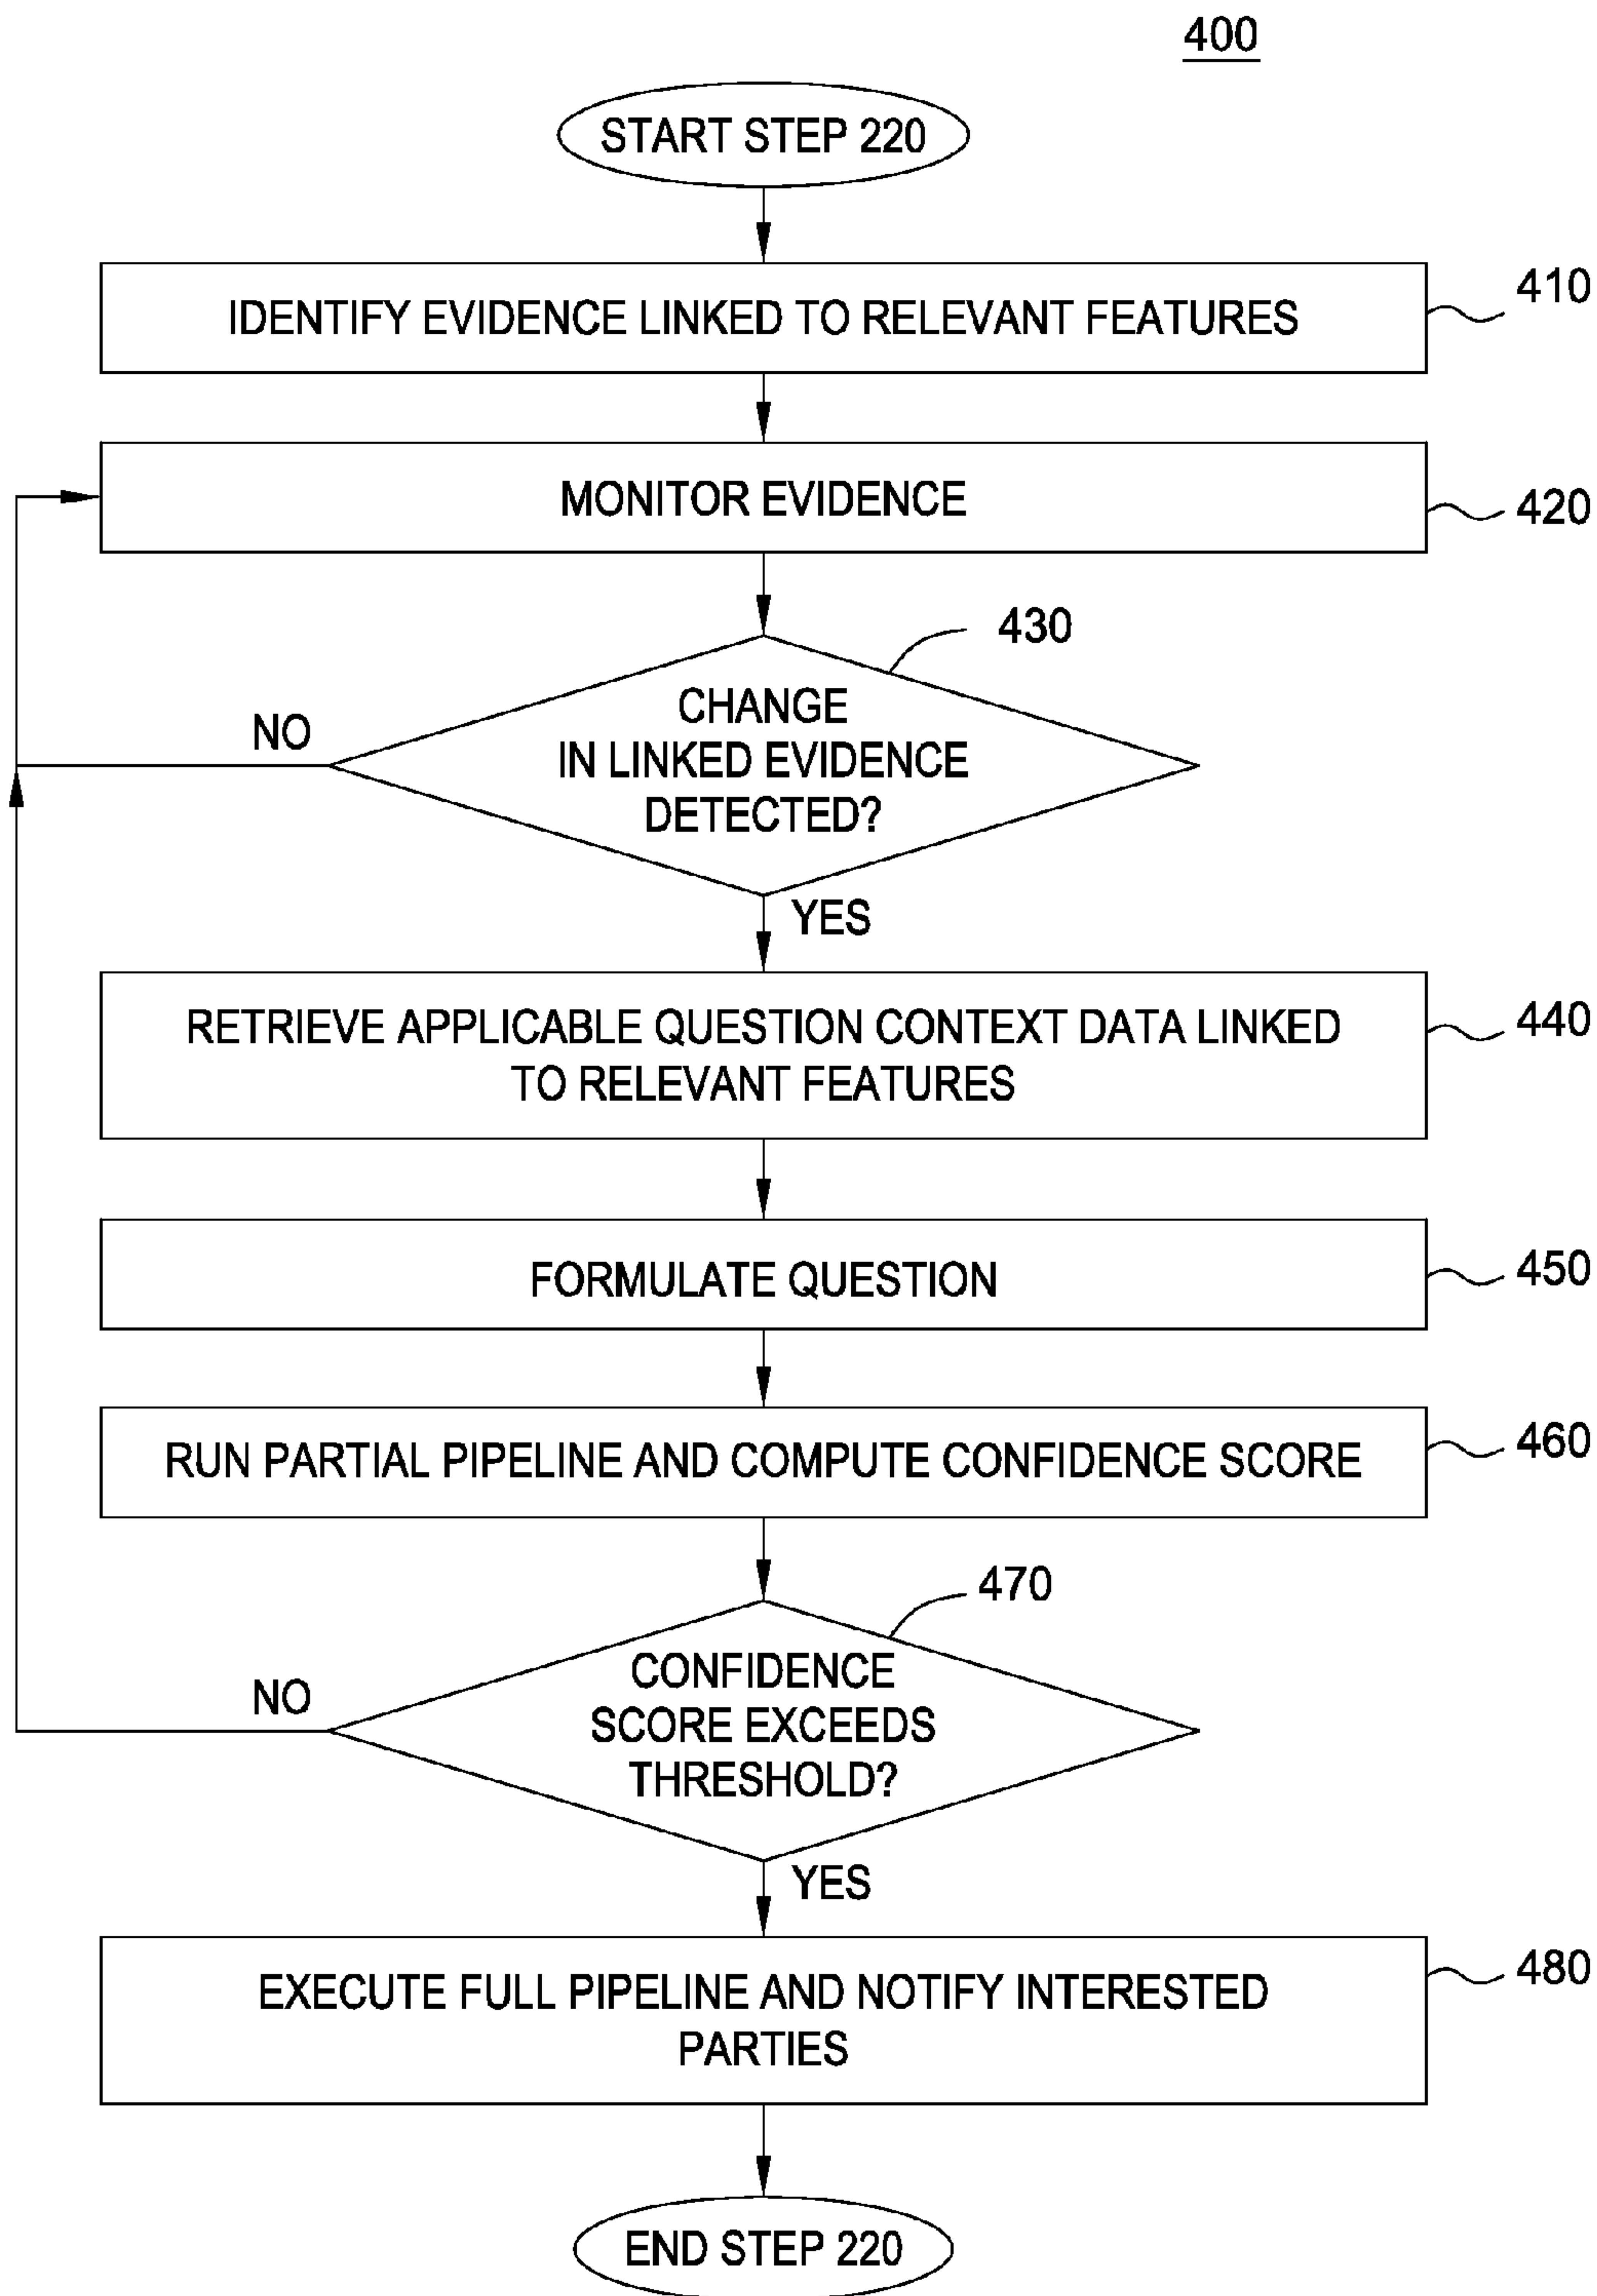 400
START STEP 220
IDENTIFY EVIDENCE LINKED TO RELEVANT FEATURES
410
MONITOR EVIDENCE
420
430
CHANGE
IN LINKED EVIDENCE
DETECTED?
NO
YES
RETRIEVE APPLICABLE QUESTION CONTEXT DATA LINKED
TO RELEVANT FEATURES
440
FORMULATE QUESTION
450
RUN PARTIAL PIPELINE AND COMPUTE CONFIDENCE SCORE
460
470
CONFIDENCE
SCORE EXCEEDS
THRESHOLD?
NO
YES
EXECUTE FULL PIPELINE AND NOTIFY INTERESTED
PARTIES
480
END STEP 220